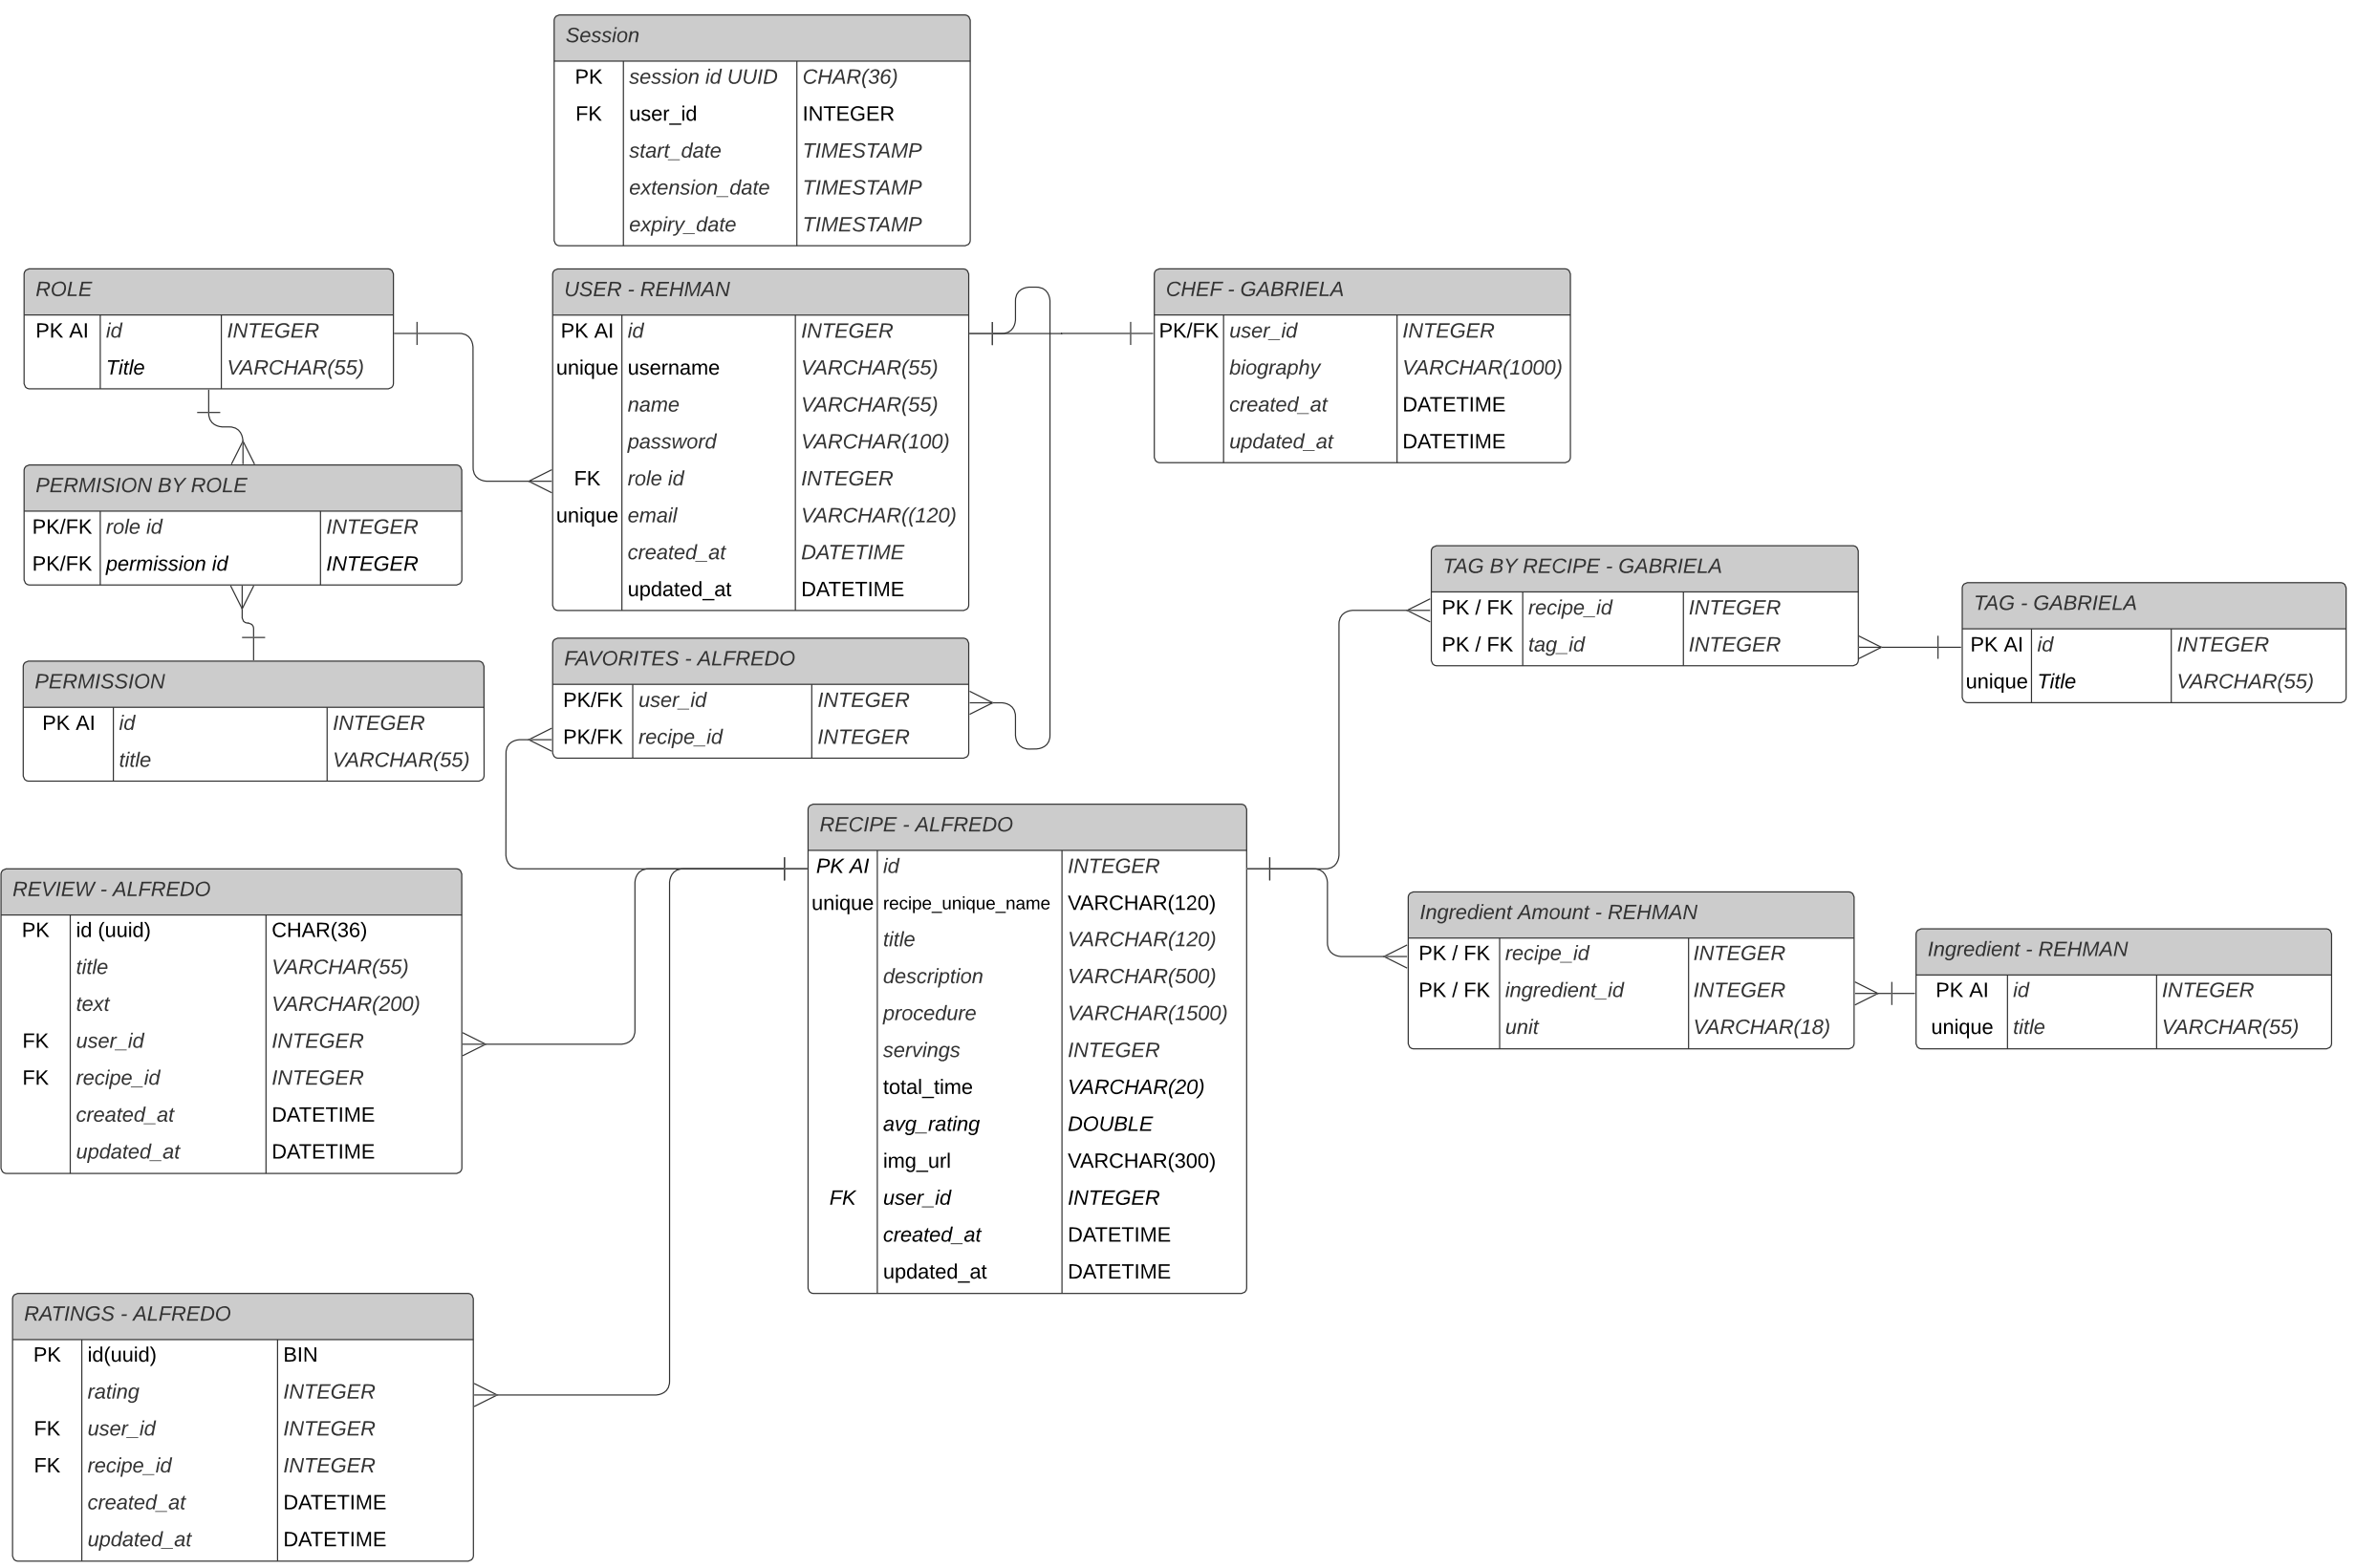 Session
PK session id UUID CHAR(36)
FK user_id INTEGER
start_date TIMESTAMP
extension_date TIMESTAMP
expiry_date TIMESTAMP
ROLE
PK AI id INTEGER
Title VARCHAR(55)
USER - REHMAN
PK AI id INTEGER
unique username VARCHAR(55)
name VARCHAR(55)
password VARCHAR(100)
FK role id INTEGER
unique email VARCHAR((120)
created_at DATETIME
updated_at DATETIME
CHEF - GABRIELA
PK/FK user_id INTEGER
biography VARCHAR(1000)
created_at DATETIME
updated_at DATETIME
PERMISION BY ROLE
PK/FK role id INTEGER
PK/FK permission id INTEGER
TAG BY RECIPE - GABRIELA
PK / FK recipe_id INTEGER
PK / FK tag_id INTEGER
TAG - GABRIELA
PK AI id INTEGER
unique Title VARCHAR(55)
FAVORITES - ALFREDO
PK/FK user_id INTEGER
PK/FK recipe_id INTEGER
PERMISSION
PK AI id INTEGER
title VARCHAR(55)
RECIPE - ALFREDO
PK AI id INTEGER
unique recipe_unique_name VARCHAR(120)
title VARCHAR(120)
description VARCHAR(500)
procedure VARCHAR(1500)
servings INTEGER
total_time VARCHAR(20)
avg_rating DOUBLE
img_url VARCHAR(300)
FK user_id INTEGER
created_at DATETIME
updated_at DATETIME
REVIEW - ALFREDO
PK id (uuid) CHAR(36)
title VARCHAR(55)
text VARCHAR(200)
FK user_id INTEGER
FK recipe_id INTEGER
created_at DATETIME
updated_at DATETIME
Ingredient Amount - REHMAN
PK / FK recipe_id INTEGER
PK / FK ingredient_id INTEGER
unit VARCHAR(18)
Ingredient - REHMAN
PK AI id INTEGER
unique title VARCHAR(55)
RATINGS - ALFREDO
PK id(uuid) BIN
rating INTEGER
FK user_id INTEGER
FK recipe_id INTEGER
created_at DATETIME
updated_at DATETIME